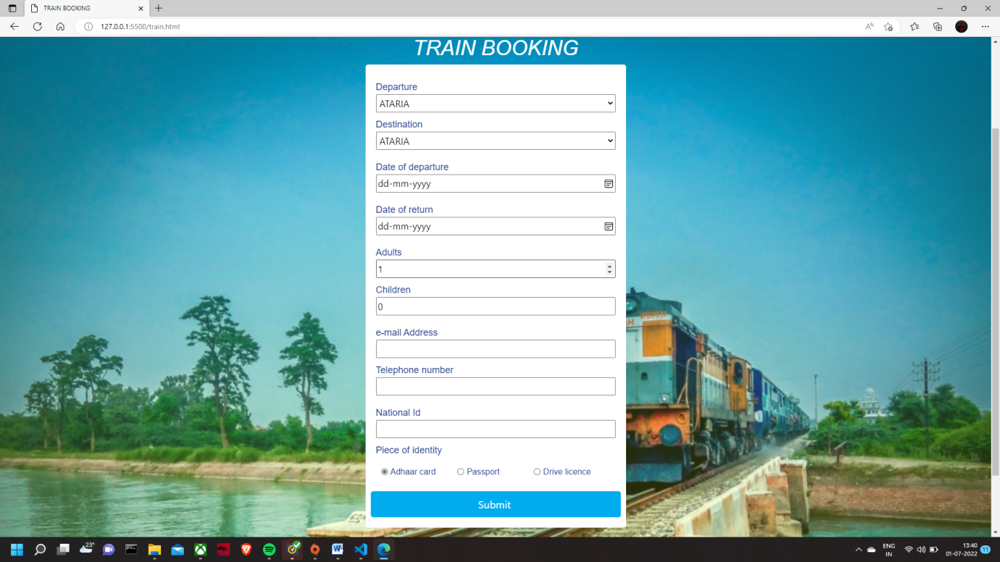 TRAIN BOOKING
127.0.0.1:5500/train.html
TRAIN BOOKING
Departure
ATARIA
Destination
ATARIA
Date of departure
dd-mm-yyyy
Date of return
dd-mm-yyyy
Adults
1
Children
0
e-mail Address
Telephone number
National Id
Piece of identity
Adhaar card Passport Drive licence
Submit
23°
ENG
IN
13:40
01-07-2022
11